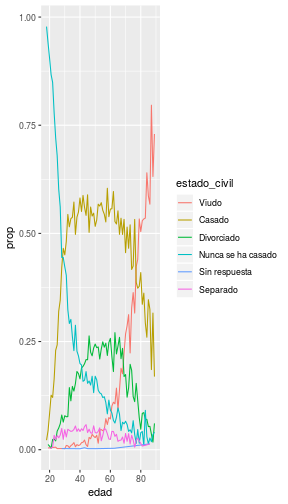 1.00
0.75
0.50
0.25
0.00
prop
20
40
60
80
edad
estado_civil
Viudo
Casado
Divorciado
Nunca se ha casado
Sin respuesta
Separado